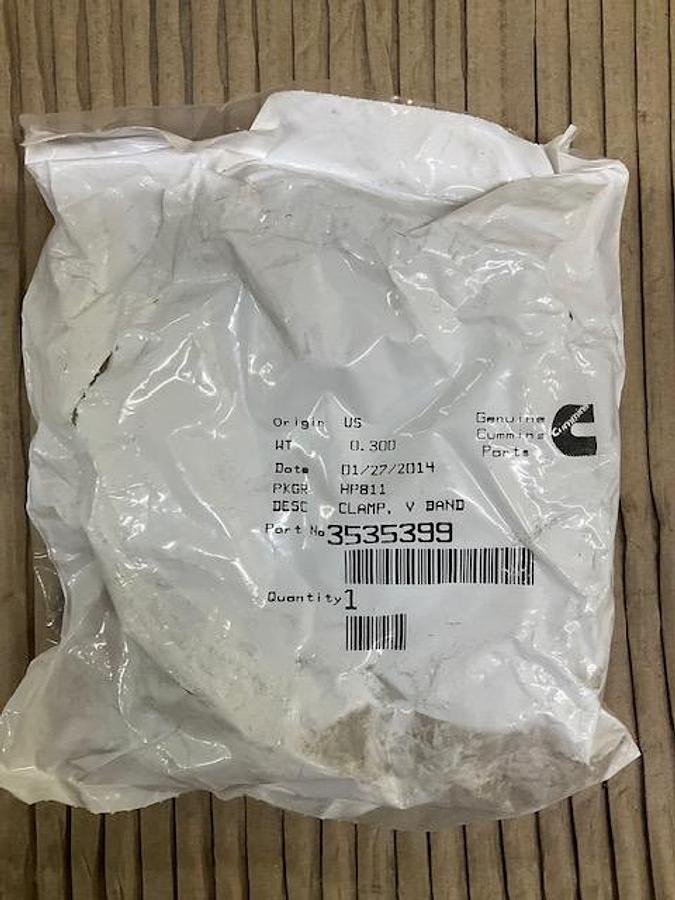 Origin US
WT 0.300
Date 01/27/2014
PKGR HP811
DESC CLAMP, V BAND
Part No 3535399
Quantity 1
Genuine
Cummins
Parts
Cummins